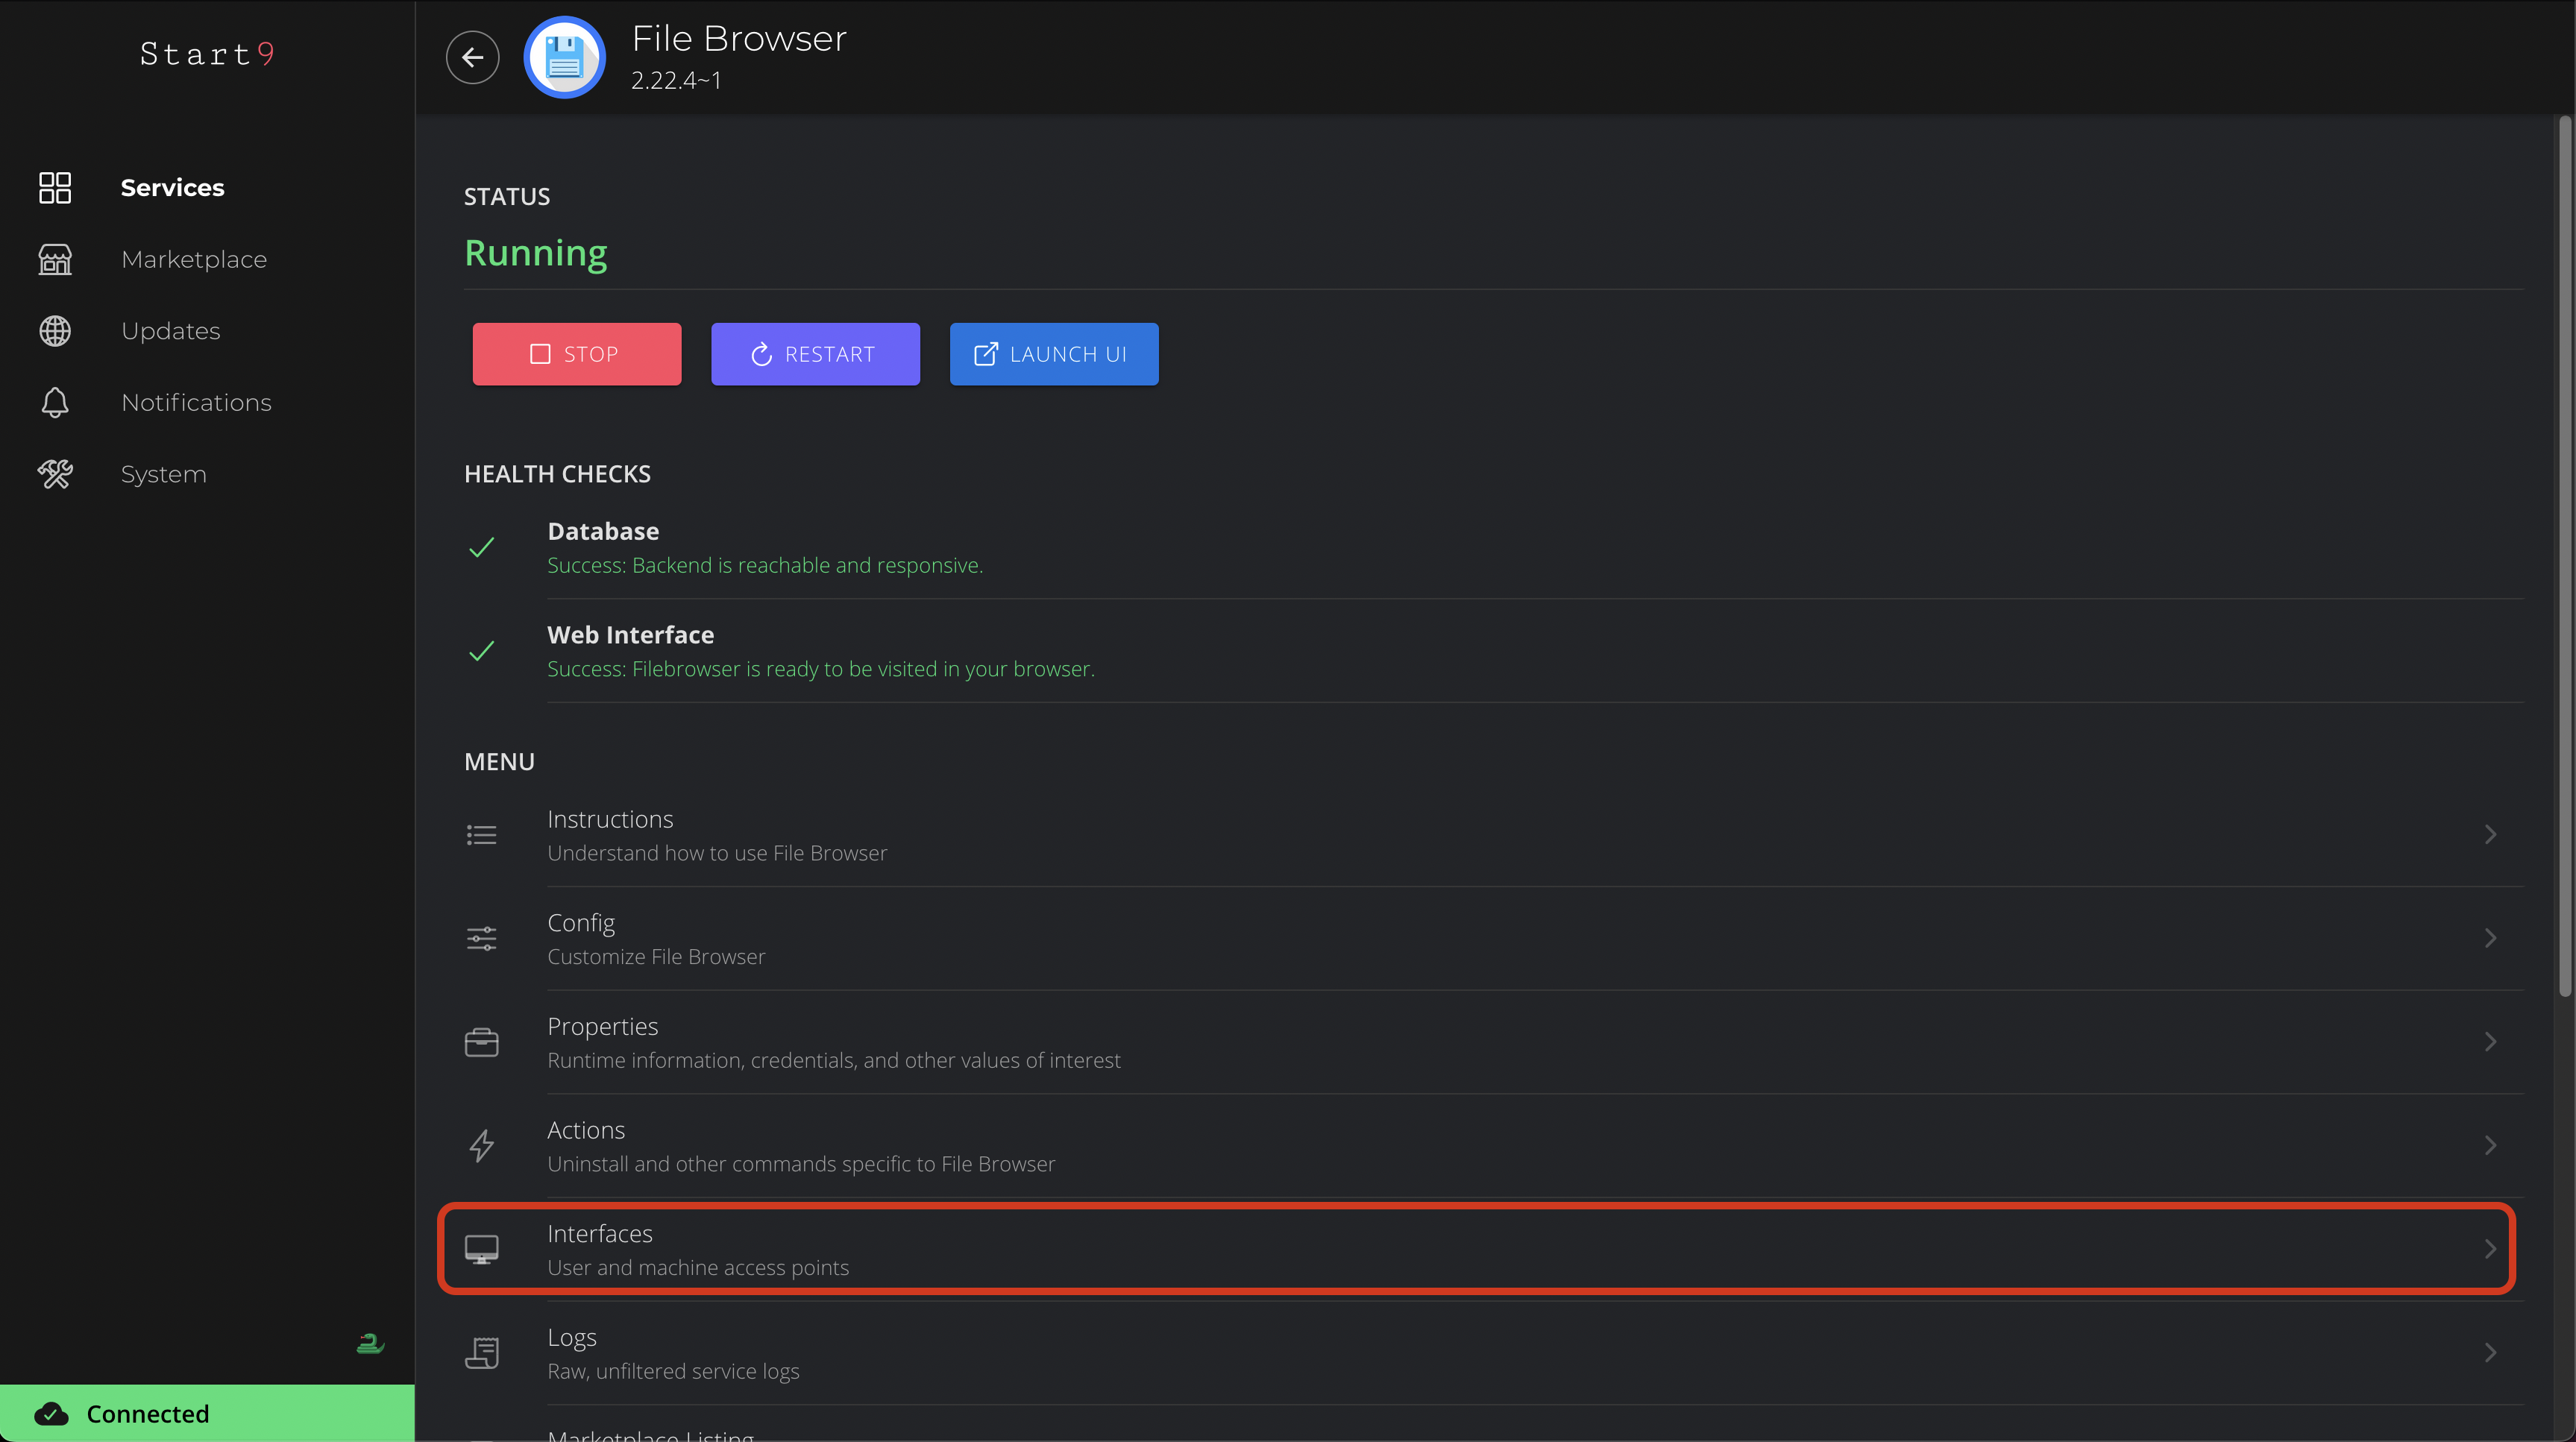 Start9
Services
Marketplace
Updates
Notifications
System
Connected
File Browser
2.22.4~1
STATUS
Running
STOP
RESTART
LAUNCH UI
HEALTH CHECKS
Database
Success: Backend is reachable and responsive.
Web Interface
Success: Filebrowser is ready to be visited in your browser.
MENU
Instructions
Understand how to use File Browser
Config
Customize File Browser
Properties
Runtime information, credentials, and other values of interest
Actions
Uninstall and other commands specific to File Browser
Interfaces
User and machine access points
Logs
Raw, unfiltered service logs
Marketplace Listing